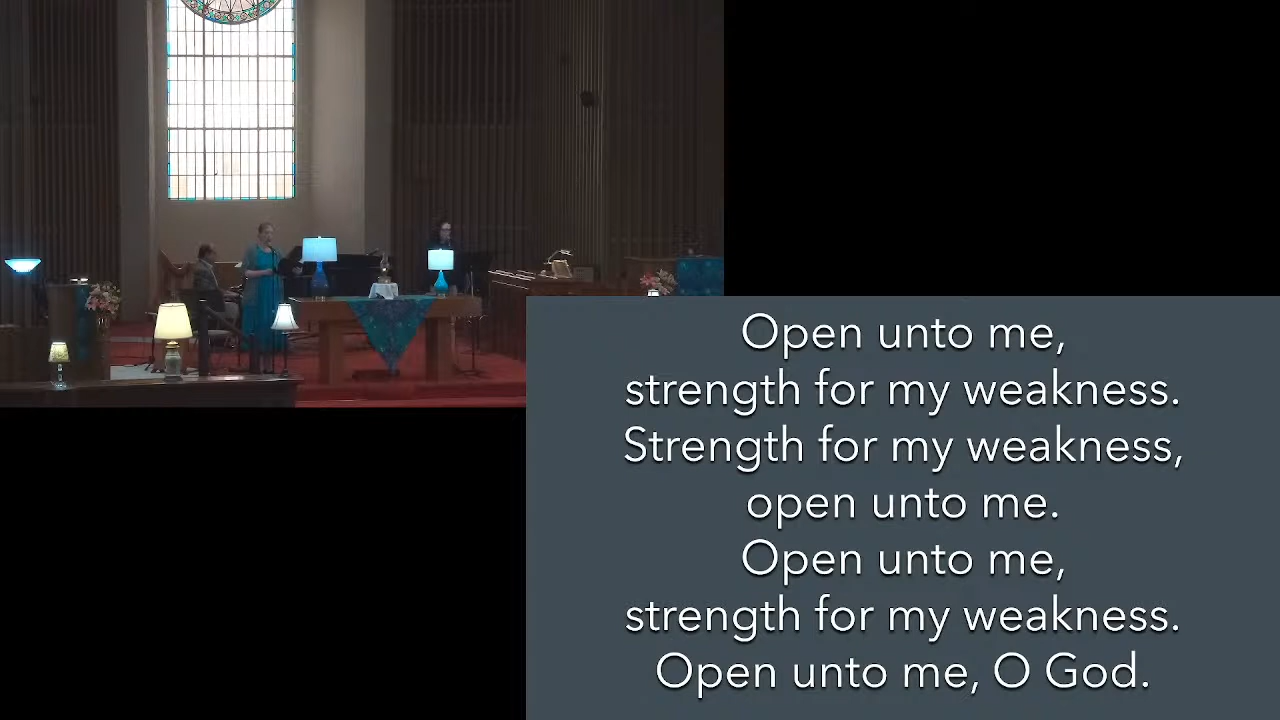 Open unto me,
strength for my weakness.
Strength for my weakness,
open unto me.
Open unto me,
strength for my weakness.
Open unto me, O God.